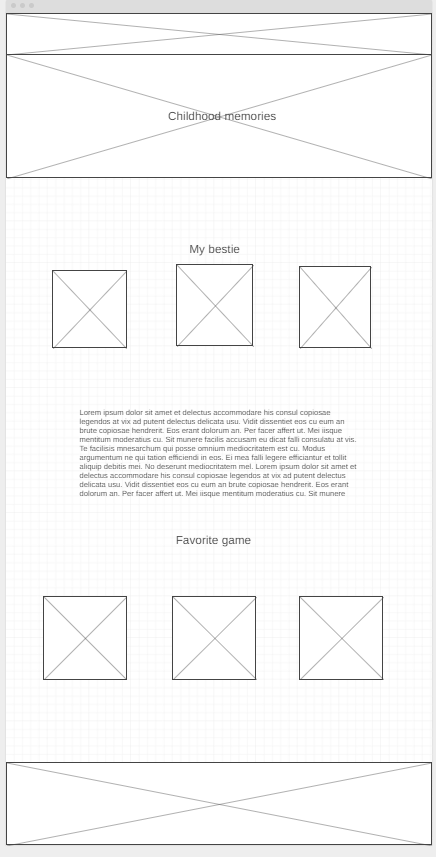 Childhood memories
My bestie
Lorem ipsum dolor sit amet et delectus accommodare his consul copiosae
legendos at vix ad putent delectus delicata usu. Vidit dissentiet eos cu eum an
brute copiosae hendrerit. Eos erant dolorum an. Per facer affert ut. Mei iisque
mentitum moderatius cu. Sit munere facilis accusam eu dicat falli consulatu at vis.
Te facilisis mnesarchum qui posse omnium mediocritatem est cu. Modus
argumentum ne qui tation efficiendi in eos. Ei mea falli legere efficiantur et tollit
aliquip debitis mei. No deserunt mediocritatem mel. Lorem ipsum dolor sit amet et
delectus accommodare his consul copiosae legendos at vix ad putent delectus
delicata usu. Vidit dissentiet eos cu eum an brute copiosae hendrerit. Eos erant
dolorum an. Per facer affert ut. Mei iisque mentitum moderatius cu. Sit munere
Favorite game